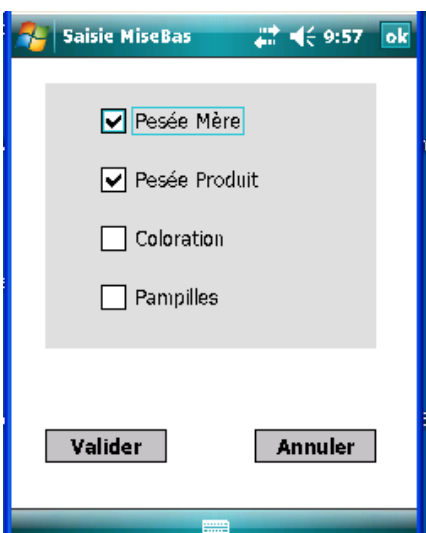 Saisie MiseBas 9:57 ok
Pesée Mère
Pesée Produit
Coloration
Pampilles
Valider Annuler